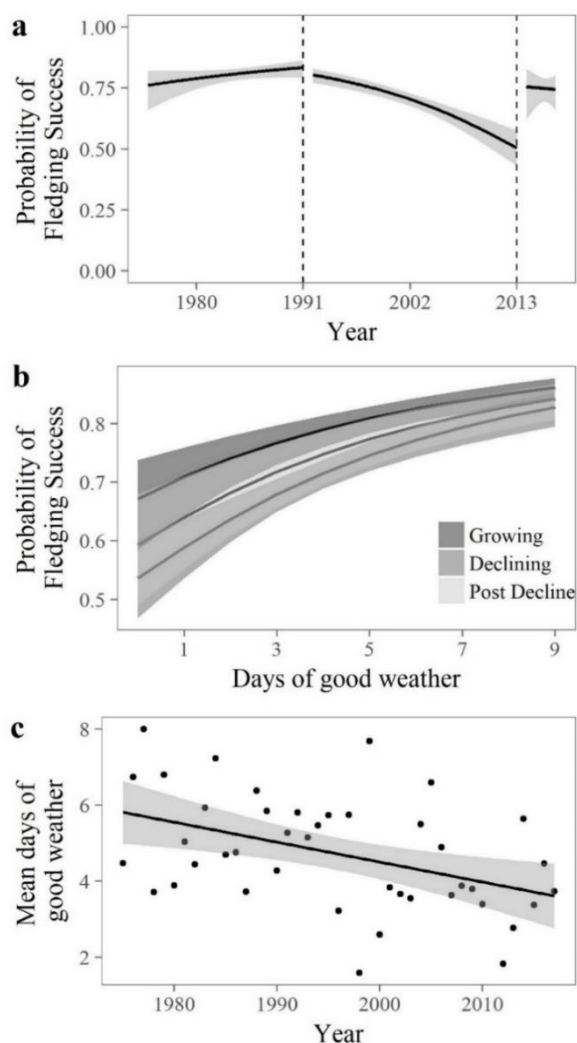 a
Probability of
Fledging Success
1.00
0.75
0.50
0.25
0.00
1980
1991
2002
2013
Year
b
Probability of
Fledging Success
0.8
0.7
0.6
0.5
Growing
Declining
Post Decline
1
3
5
7
9
Days of good weather
c
Mean days of
good weather
8
6
4
2
1980
1990
2000
2010
Year